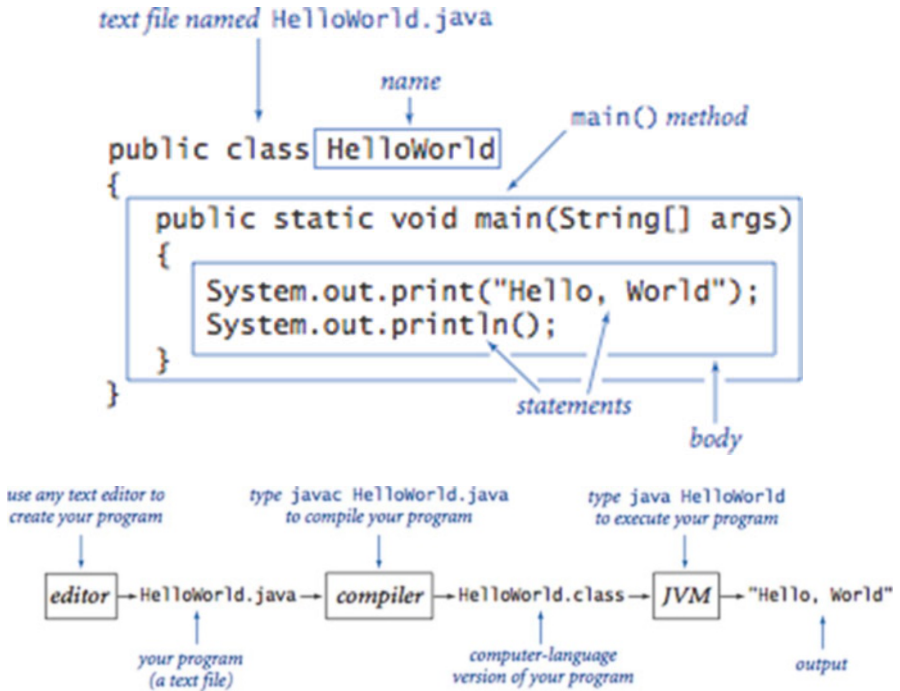 text file named HelloWorld.java
name
main() method
public class HelloWorld
{
public static void main(String[] args)
{
System.out.print("Hello, World");
System.out.println();
}
}
statements
body
use any text editor to
create your program
type javac HelloWorld.java
to compile your program
type java HelloWorld
to execute your program
editor
HelloWorld.java
compiler
HelloWorld.class
JVM
"Hello, World"
your program
(a text file)
computer-language
version of your program
output